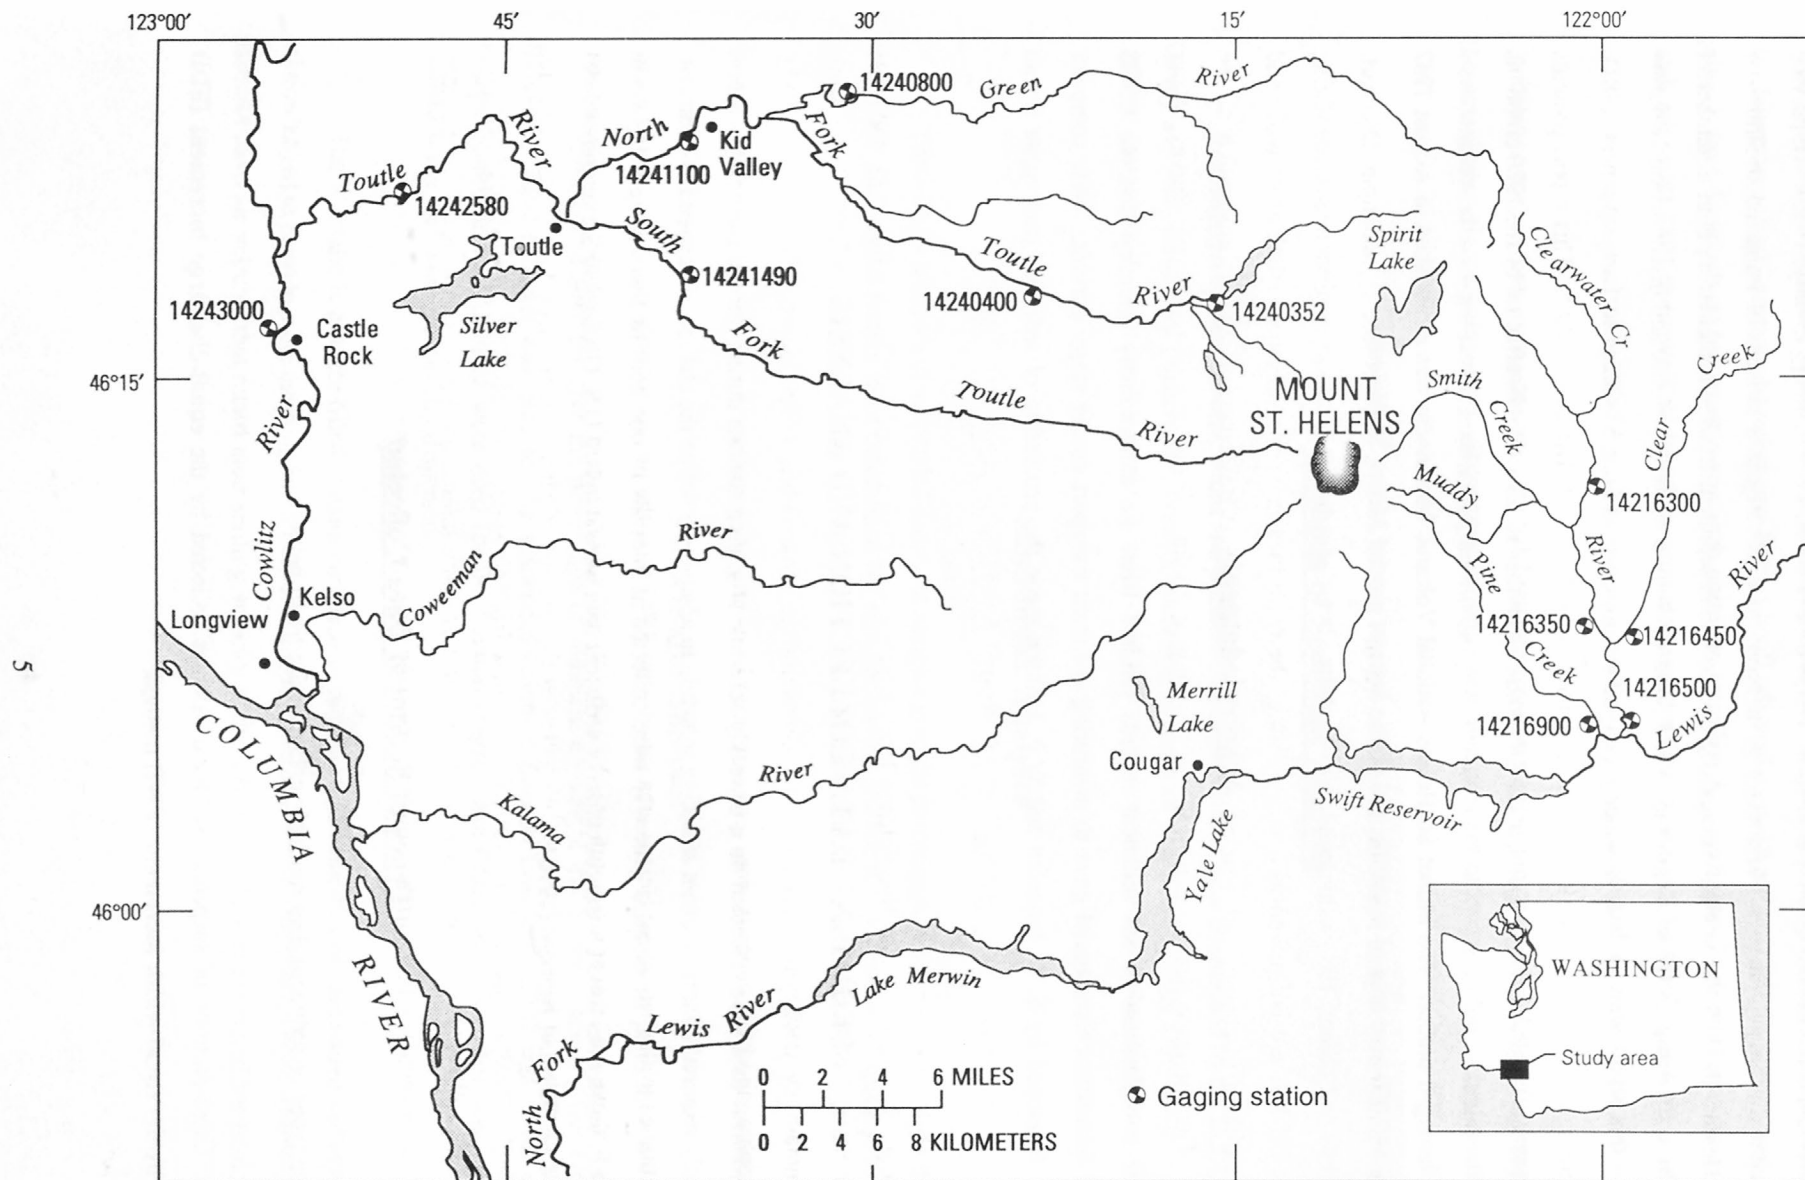 123°00′
45′
30′
15′
122°00′
14240800
Green
River
River
North
Fork
Kid
Valley
14241100
Toutle
14242580
South
Toutle
14241490
Toutle
River
Spirit
Lake
Clearwater Cr
14240400
14240352
14243000
Castle
Rock
Silver
Lake
Fork
46°15′
Toutle
River
MOUNT
ST. HELENS
Smith
Creek
Creek
Clear
River
Muddy
14216300
Cowlitz
River
Coweeman
Pine
River
River
Kelso
Longview
14216350
14216450
Creek
14216500
Merrill
Lake
14216900
Lewis
5
COLUMBIA
Cougar
River
Kalama
Swift Reservoir
Yale Lake
46°00′
RIVER
Lake Merwin
River
Lewis
Fork
North
WASHINGTON
Study area
0 2 4 6 MILES
0 2 4 6 8 KILOMETERS
Gaging station